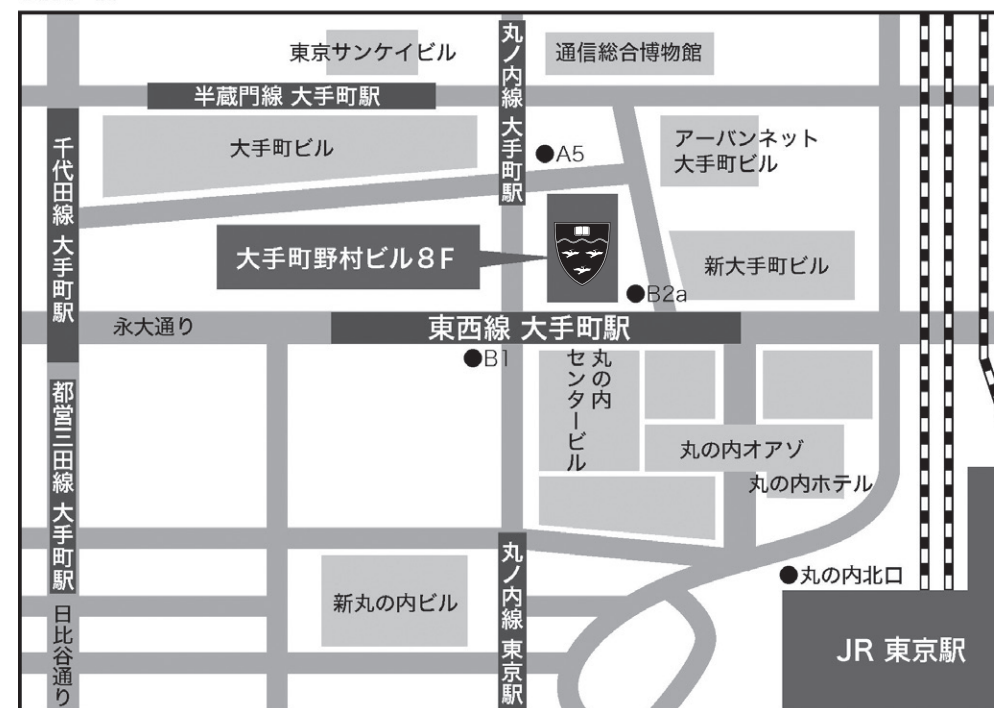 東京サンケイビル
丸ノ内線 大手町駅
通信総合博物館
半蔵門線 大手町駅
千代田線 大手町駅
大手町ビル
●A5
アーバンネット
大手町ビル
大手町野村ビル8F
新大手町ビル
●B2a
永大通り
東西線 大手町駅
●B1
丸の内
センタービル
都営三田線 大手町駅
丸の内オアゾ
丸の内ホテル
丸ノ内線 東京駅
●丸の内北口
新丸の内ビル
日比谷通り
JR 東京駅